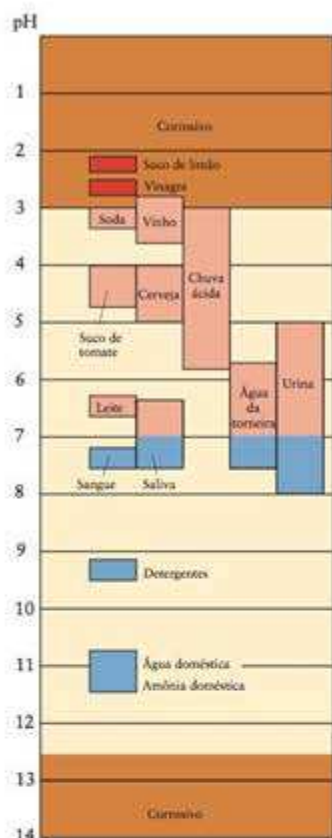 pH
1
Corrosivo
2
Suco de limão
Vinagre
3
Soda
Vinho
4
Chuva
ácida
Cerveja
5
Suco de
tomate
6
Leite
Água
da
torneira
Urina
7
Sangue
Saliva
8
9
Detergentes
10
11
Água doméstica
Amônia doméstica
12
13
Corrosivo
14